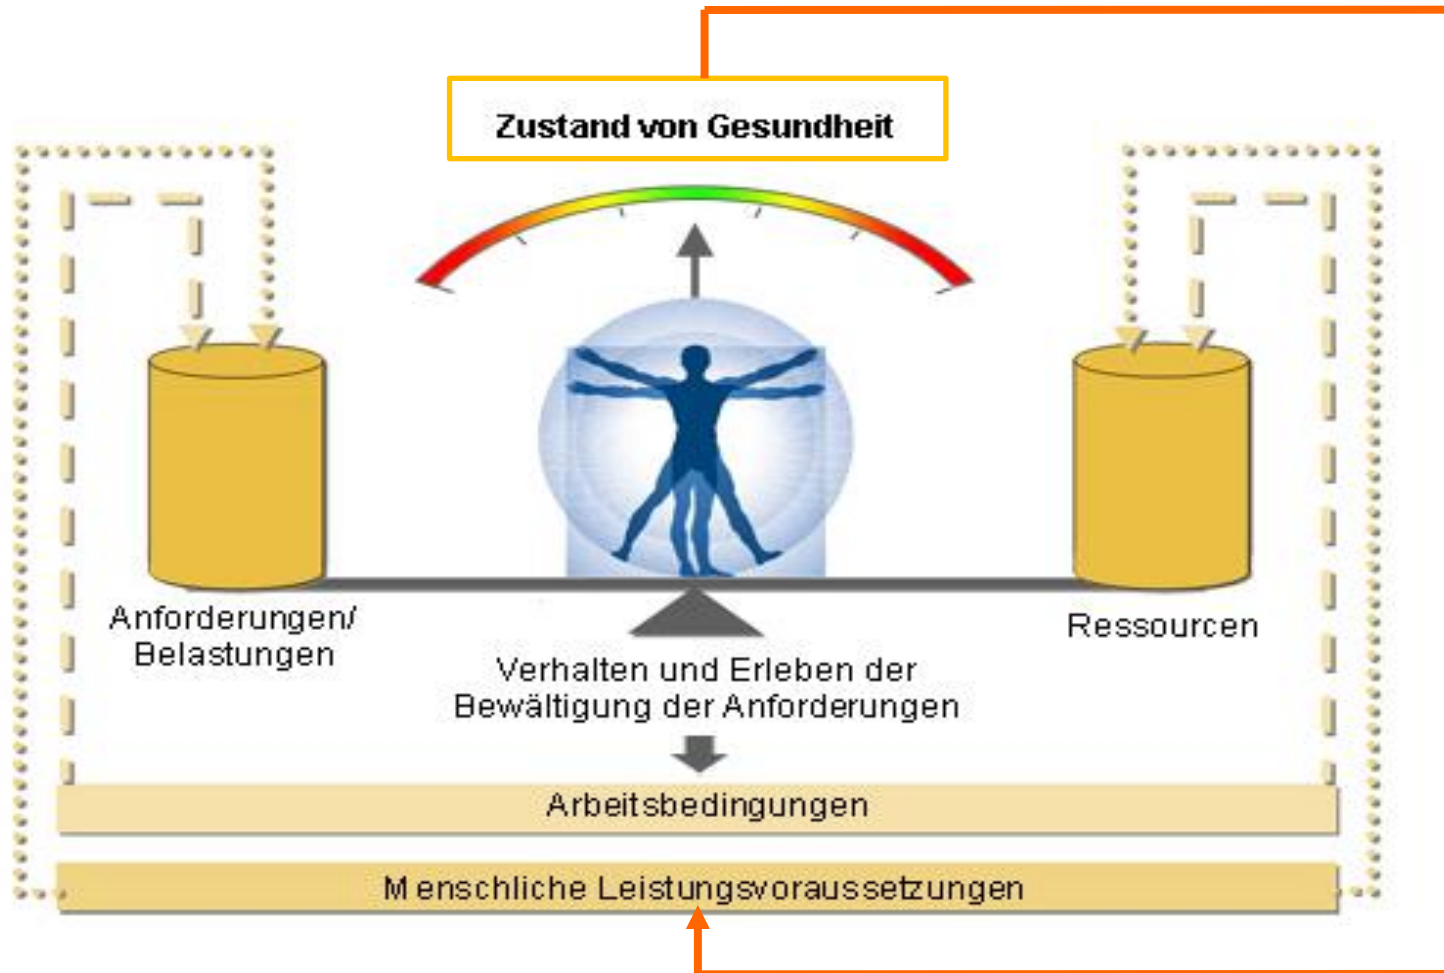 Zustand von Gesundheit
Anforderungen/
Belastungen
Ressourcen
Verhalten und Erleben der
Bewältigung der Anforderungen
Arbeitsbedingungen
Menschliche Leistungsvoraussetzungen